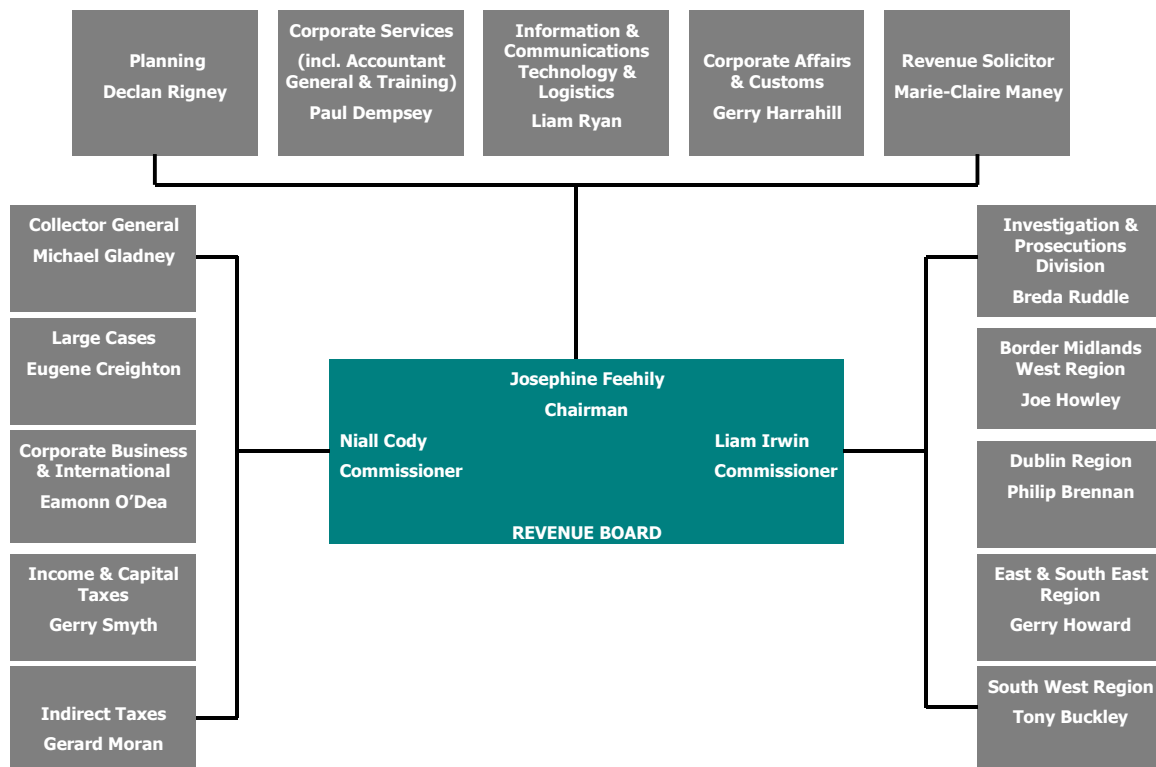 Planning
Declan Rigney
Corporate Services
(incl. Accountant
General & Training)
Paul Dempsey
Information &
Communications
Technology &
Logistics
Liam Ryan
Corporate Affairs
& Customs
Gerry Harrahill
Revenue Solicitor
Marie-Claire Maney
Collector General
Michael Gladney
Large Cases
Eugene Creighton
Corporate Business
& International
Eamonn O’Dea
Income & Capital
Taxes
Gerry Smyth
Indirect Taxes
Gerard Moran
Josephine Feehily
Chairman
Niall Cody
Commissioner
Liam Irwin
Commissioner
REVENUE BOARD
Investigation &
Prosecutions
Division
Breda Ruddle
Border Midlands
West Region
Joe Howley
Dublin Region
Philip Brennan
East & South East
Region
Gerry Howard
South West Region
Tony Buckley